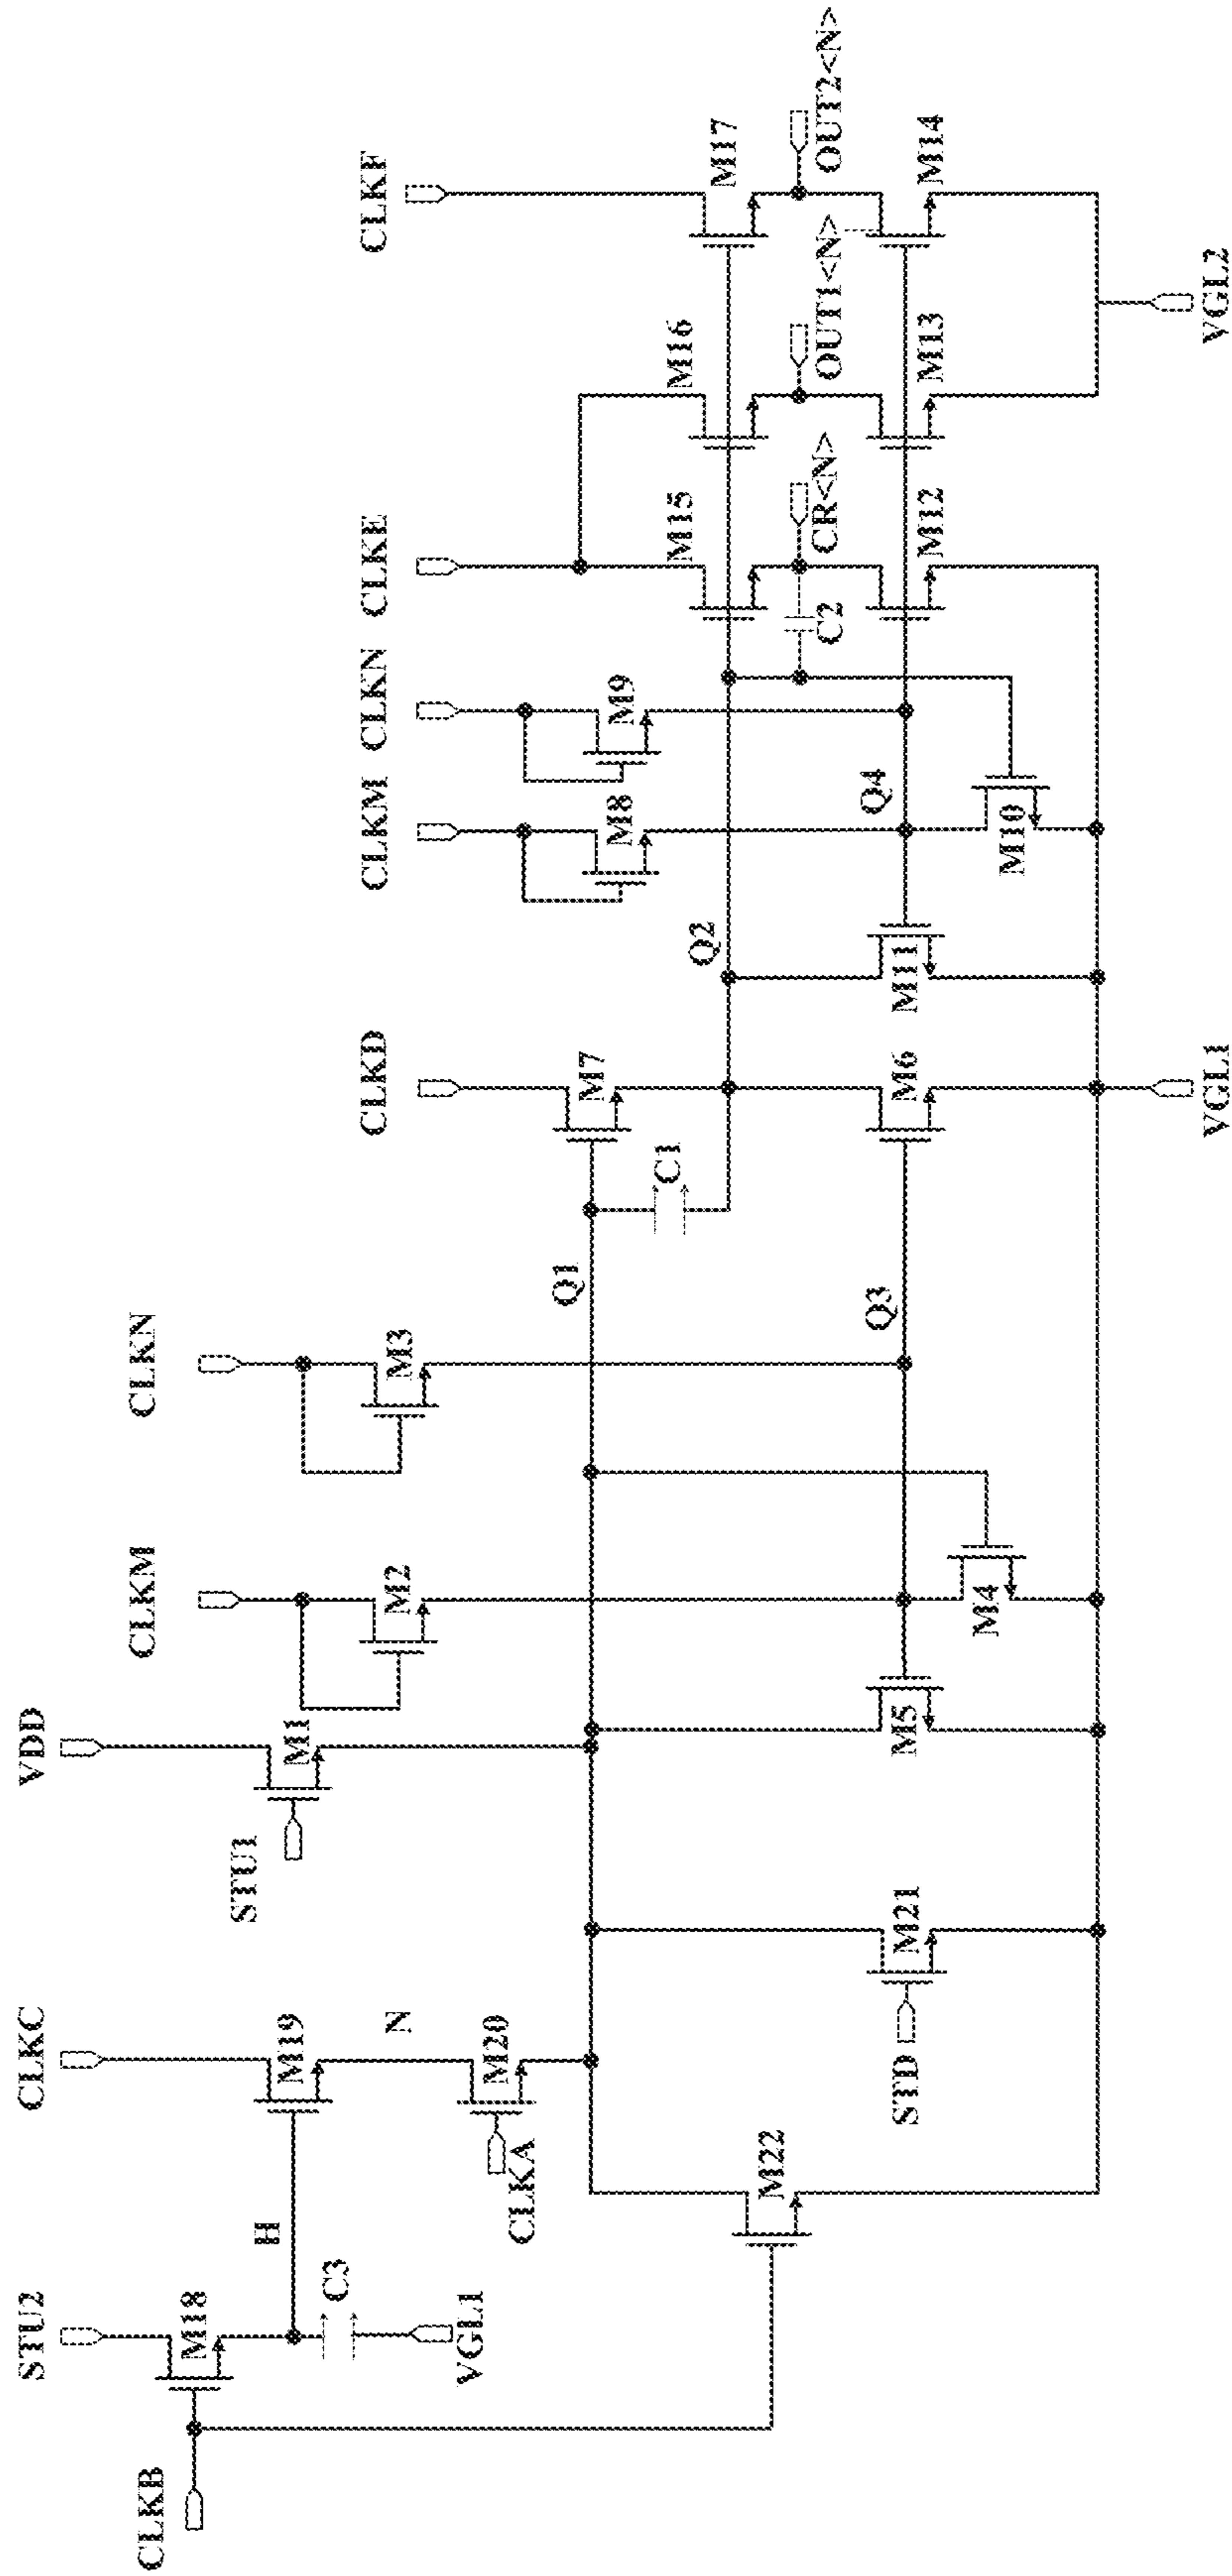 CLKB
STU2
M18
H
C3
VGL1
CLKC
M19
N
M20
CLKA
M22
STD
M21
VDD
M1
STU1
CLKM
M2
CLKN
M3
M5
M4
Q1
Q3
C1
CLKD
M7
M6
VGL1
Q2
M11
CLKM
M8
CLKN
M9
Q4
M10
CLKE
M15
C2
CR<N>
M12
M16
OUT1<N>
M13
CLKF
M17
OUT2<N>
M14
VGL2